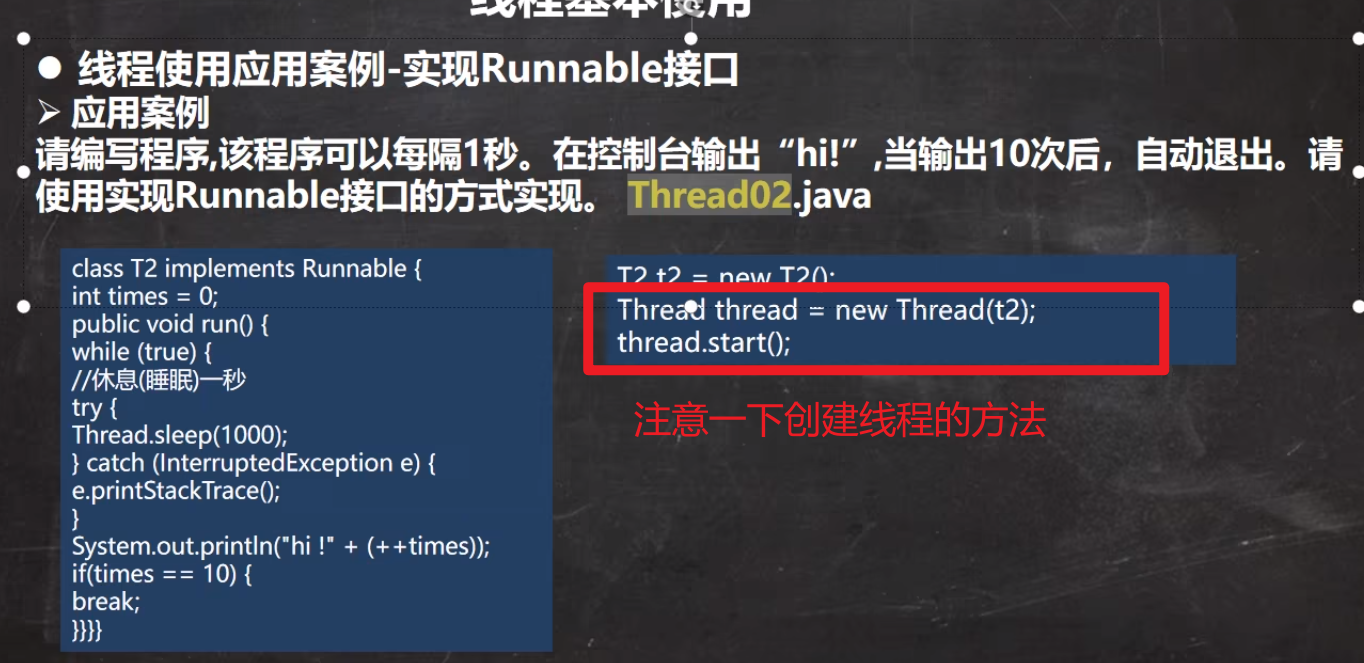 线程基本使用
● 线程使用应用案例-实现Runnable接口
➢ 应用案例
请编写程序,该程序可以每隔1秒。在控制台输出“hi!”,当输出10次后，自动退出。请
使用实现Runnable接口的方式实现。 Thread02.java
class T2 implements Runnable {
int times = 0;
public void run() {
while (true) {
//休息(睡眠)一秒
try {
Thread.sleep(1000);
} catch (InterruptedException e) {
e.printStackTrace();
}
System.out.println("hi !" + (++times));
if(times == 10) {
break;
}}}}
T2 t2 = new T2();
Thread thread = new Thread(t2);
thread.start();
注意一下创建线程的方法